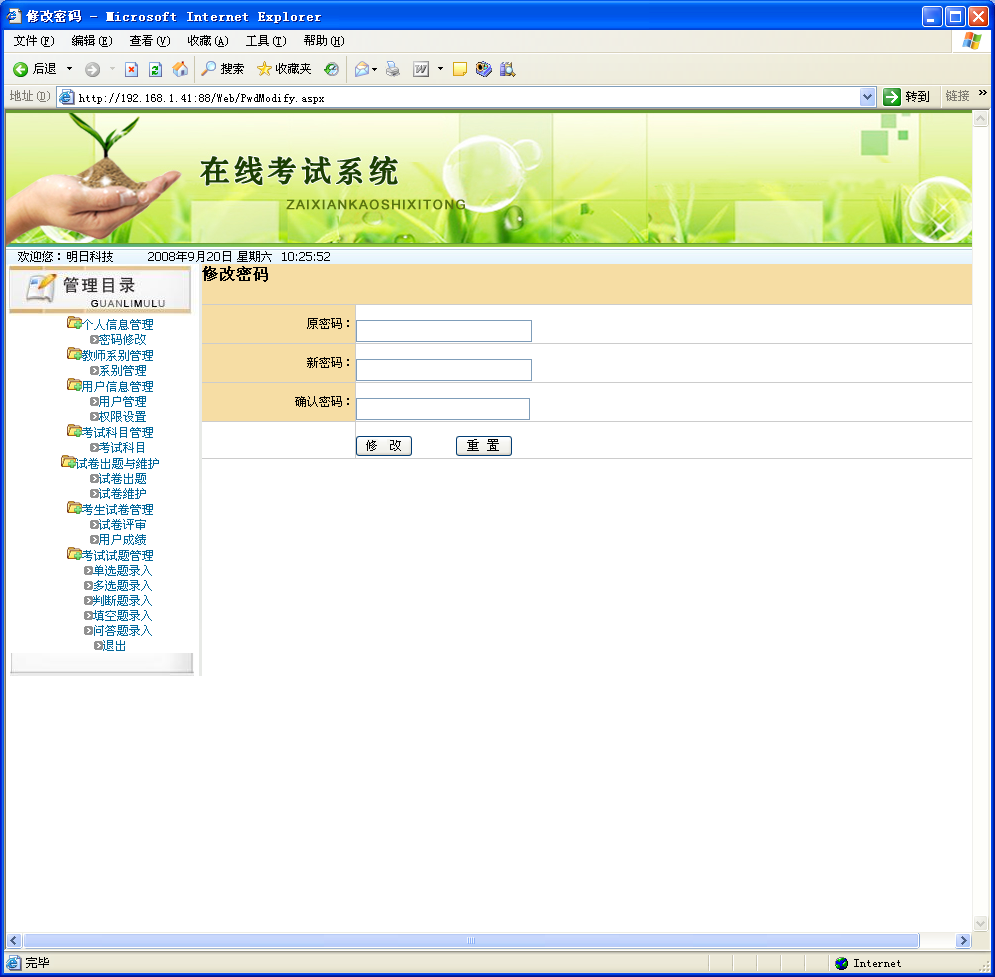 修改密码 - Microsoft Internet Explorer
文件(F) 编辑(E) 查看(V) 收藏(A) 工具(T) 帮助(H)
后退 搜索 收藏夹
地址(D) http://192.168.1.41:88/Web/PwdModify.aspx 转到 链接 »
在线考试系统
ZAIXIANKAOSHIXITONG
欢迎您：明日科技 2008年9月20日 星期六 10:25:52
管理目录
GUANLIMULU
个人信息管理
密码修改
教师系别管理
系别管理
用户信息管理
用户管理
权限设置
考试科目管理
考试科目
试卷出题与维护
试卷出题
试卷维护
考生试卷管理
试卷评审
用户成绩
考试试题管理
单选题录入
多选题录入
判断题录入
填空题录入
问答题录入
退出
修改密码
原密码：
新密码：
确认密码：
修 改 重 置
完毕 Internet